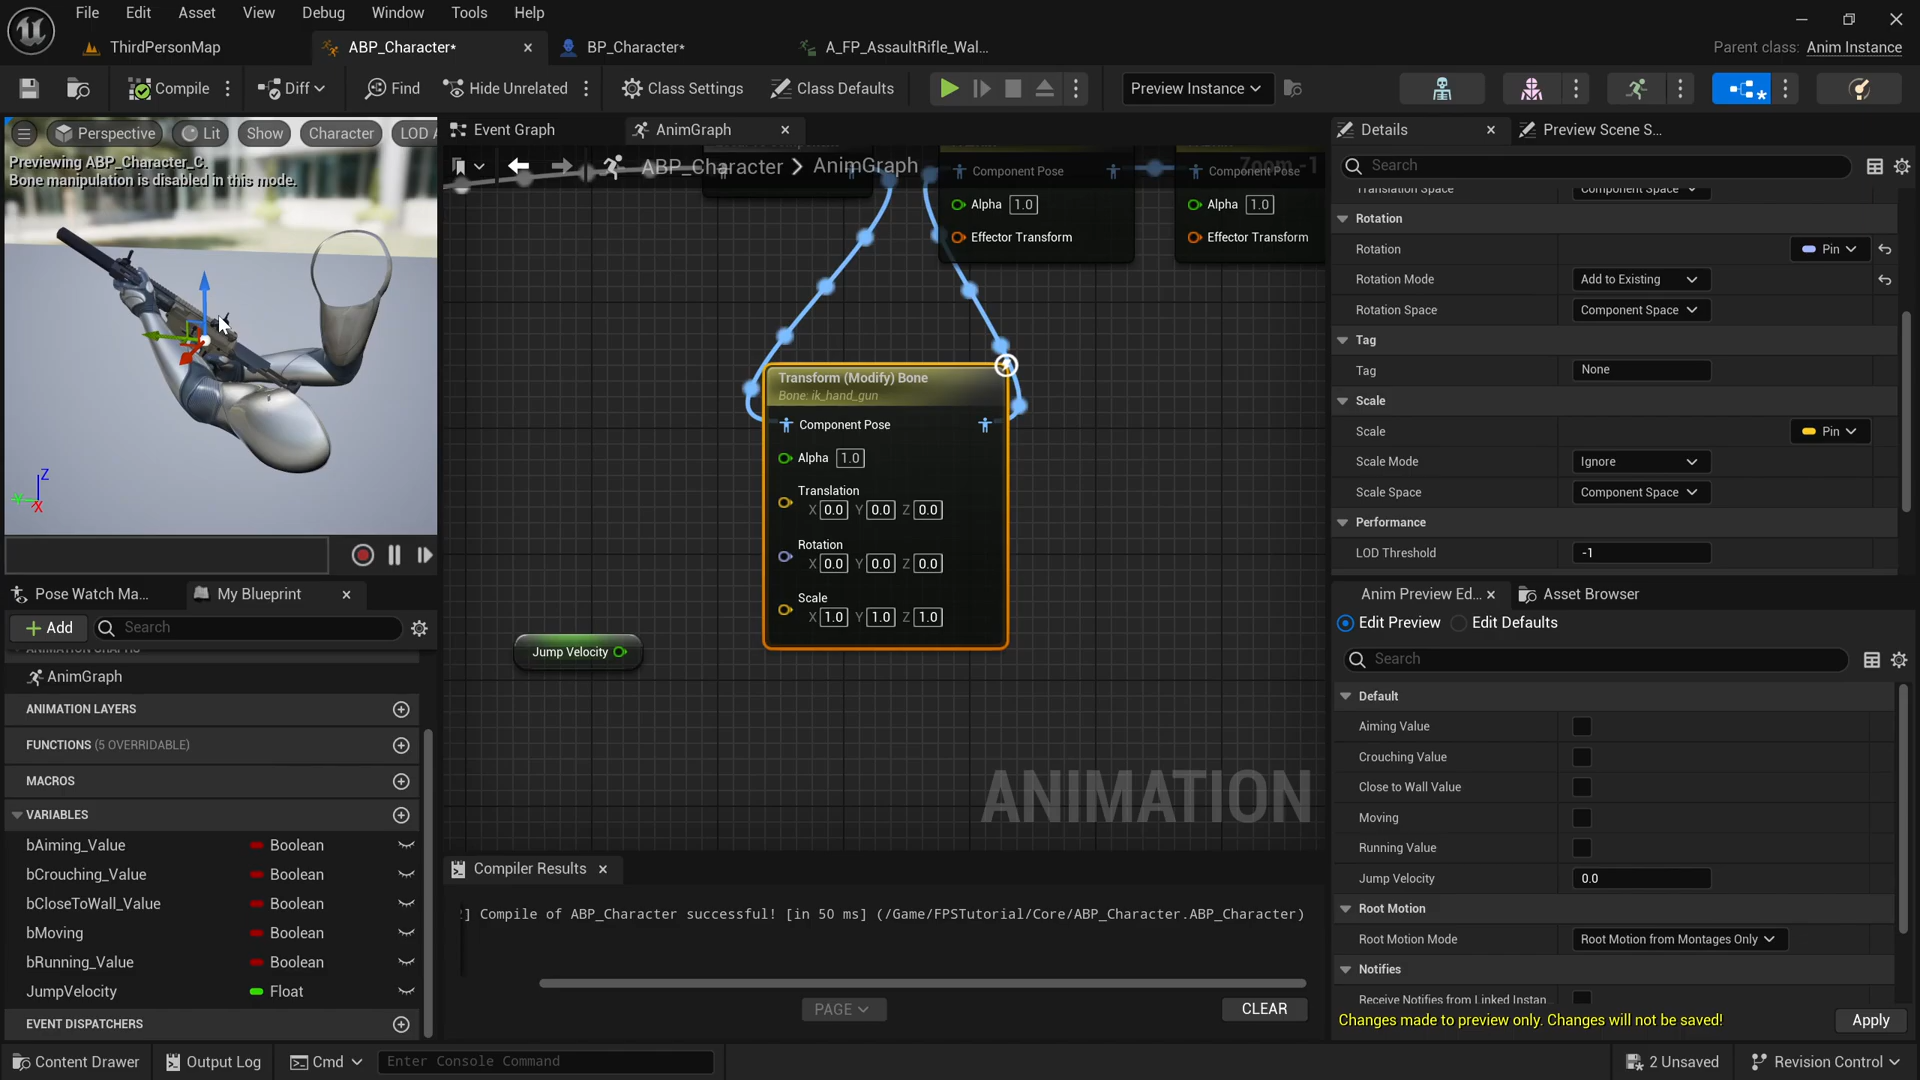 File Edit Asset View Debug Window Tools Help
ThirdPersonMap ABP_Character* BP_Character* A_FP_AssaultRifle_Wal... Parent class: Anim Instance
Compile Diff Find Hide Unrelated Class Settings Class Defaults Preview Instance
Perspective Lit Show Character LOD A
Previewing ABP_Character_C.
Bone manipulation is disabled in this mode.
Z
X
Event Graph AnimGraph
ABP_Character > AnimGraph Zoom -1
Component Pose
Alpha 1.0
Effector Transform
Component Pose
Alpha 1.0
Effector Transform
Transform (Modify) Bone
Bone: ik_hand_gun
Component Pose
Alpha 1.0
Translation
X 0.0 Y 0.0 Z 0.0
Rotation
X 0.0 Y 0.0 Z 0.0
Scale
X 1.0 Y 1.0 Z 1.0
Jump Velocity
ANIMATION
Pose Watch Ma... My Blueprint
Add Search
AnimGraph
ANIMATION LAYERS
FUNCTIONS (5 OVERRIDABLE)
MACROS
VARIABLES
bAiming_Value Boolean
bCrouching_Value Boolean
bCloseToWall_Value Boolean
bMoving Boolean
bRunning_Value Boolean
JumpVelocity Float
EVENT DISPATCHERS
Compiler Results
] Compile of ABP_Character successful! [in 50 ms] (/Game/FPSTutorial/Core/ABP_Character.ABP_Character)
PAGE CLEAR
Details Preview Scene S...
Search
Translation Space Component Space
Rotation
Rotation Pin
Rotation Mode Add to Existing
Rotation Space Component Space
Tag
Tag None
Scale
Scale Pin
Scale Mode Ignore
Scale Space Component Space
Performance
LOD Threshold -1
Anim Preview Ed... Asset Browser
Edit Preview Edit Defaults
Search
Default
Aiming Value
Crouching Value
Close to Wall Value
Moving
Running Value
Jump Velocity 0.0
Root Motion
Root Motion Mode Root Motion from Montages Only
Notifies
Receive Notifies from Linked Instan
Changes made to preview only. Changes will not be saved! Apply
Content Drawer Output Log Cmd Enter Console Command 2 Unsaved Revision Control